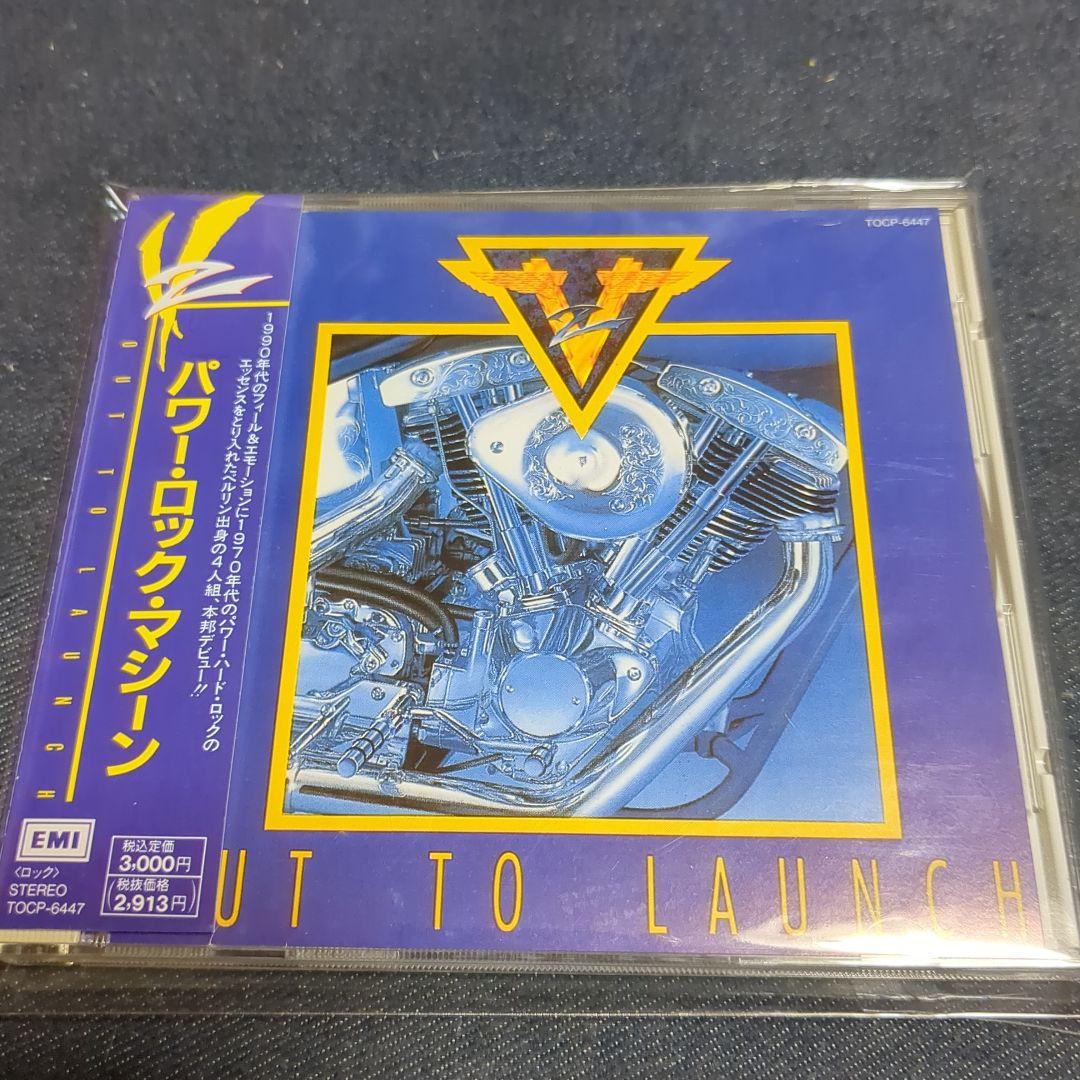 V2
OUT TO LAUNCH
パワー・ロック・マシーン
1990年代のフィール&エモーションに1970年代のパワー・ハード・ロックの
エッセンスをとり入れたベルリン出身の4人組、本邦デビュー!!
EMI
〈ロック〉
STEREO
TOCP-6447
税込定価
3,000円
(税抜価格
2,913円)
TOCP-6447
V2
UT TO LAUNCH